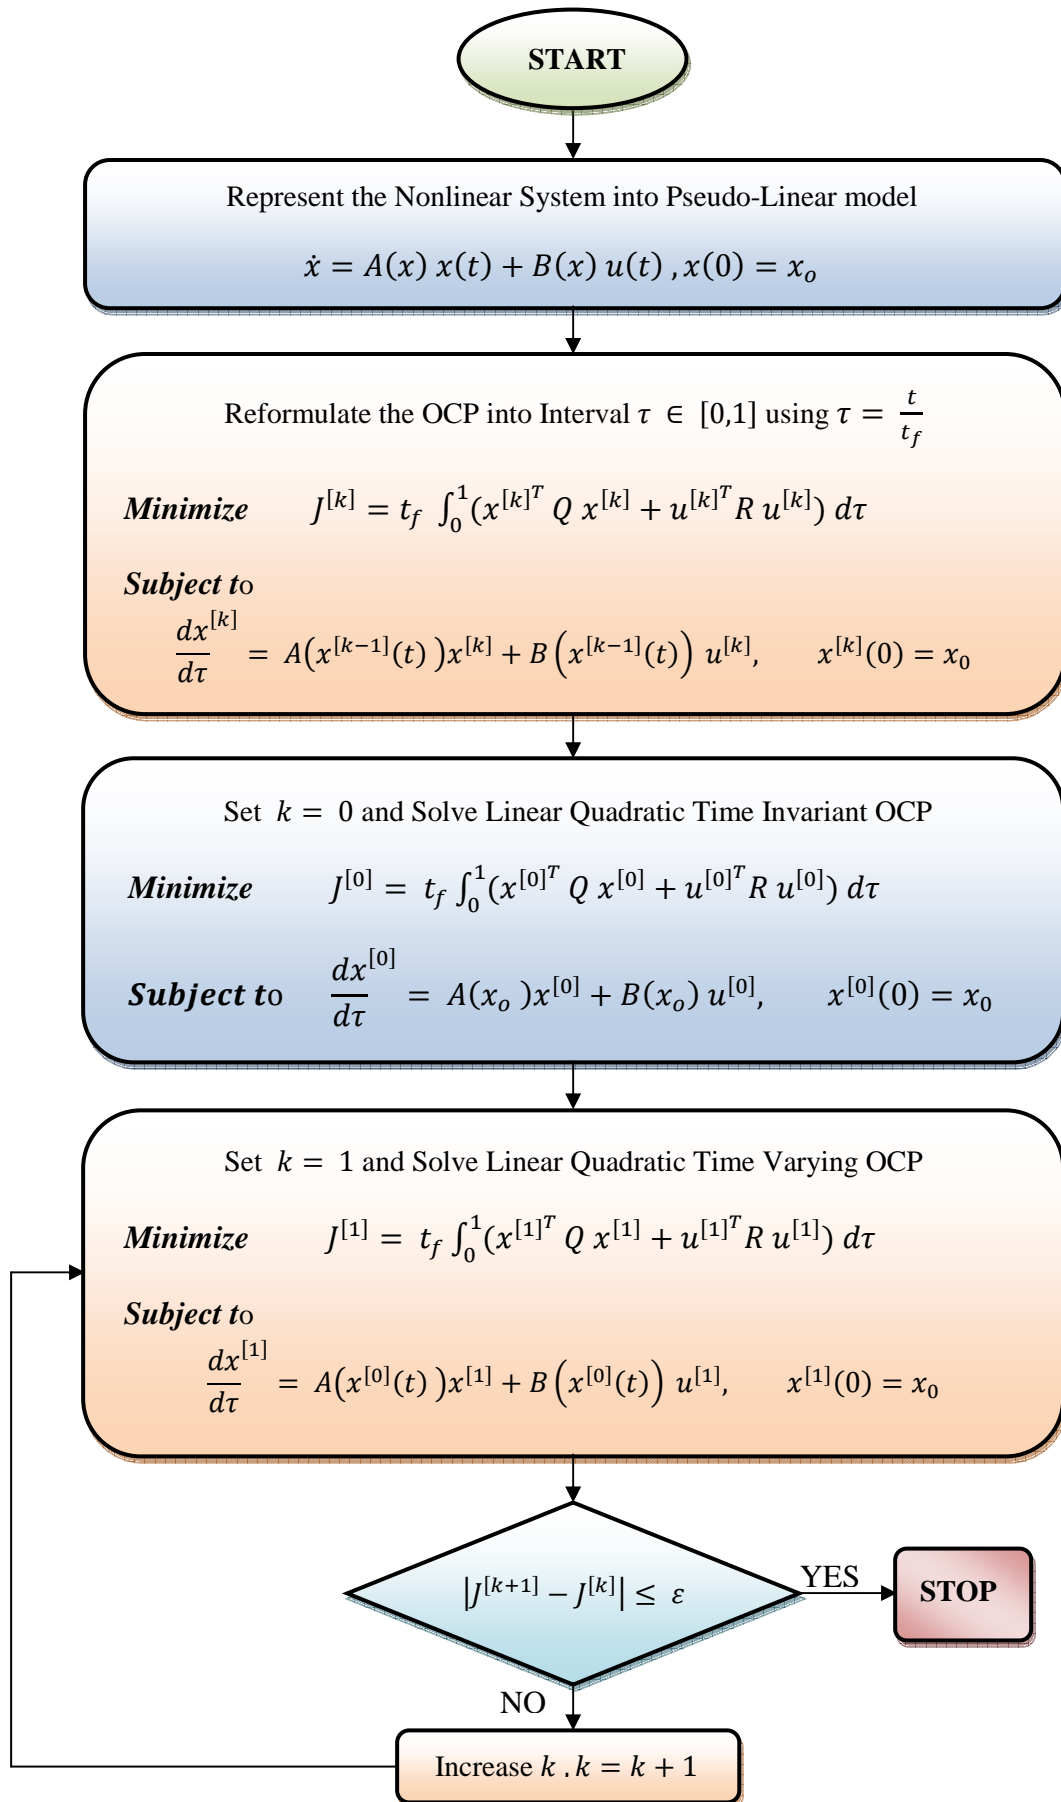 START
Represent the Nonlinear System into Pseudo-Linear model
ẋ = A(x) x(t) + B(x) u(t) , x(0) = x_o
Reformulate the OCP into Interval τ ∈ [0,1] using τ = t/t_f
Minimize J^[k] = t_f ∫_0^1 (x^[k]^T Q x^[k] + u^[k]^T R u^[k]) dτ
Subject to
dx/dτ^[k] = A(x^[k−1](t) )x^[k] + B(x^[k−1](t)) u^[k], x^[k](0) = x_0
Set k = 0 and Solve Linear Quadratic Time Invariant OCP
Minimize J^[0] = t_f ∫_0^1 (x^[0]^T Q x^[0] + u^[0]^T R u^[0]) dτ
Subject to dx/dτ^[0] = A(x_o )x^[0] + B(x_o) u^[0], x^[0](0) = x_0
Set k = 1 and Solve Linear Quadratic Time Varying OCP
Minimize J^[1] = t_f ∫_0^1 (x^[1]^T Q x^[1] + u^[1]^T R u^[1]) dτ
Subject to
dx/dτ^[1] = A(x^[0](t) )x^[1] + B(x^[0](t)) u^[1], x^[1](0) = x_0
|J^[k+1] − J^[k]| ≤ ε
YES
STOP
NO
Increase k , k = k + 1